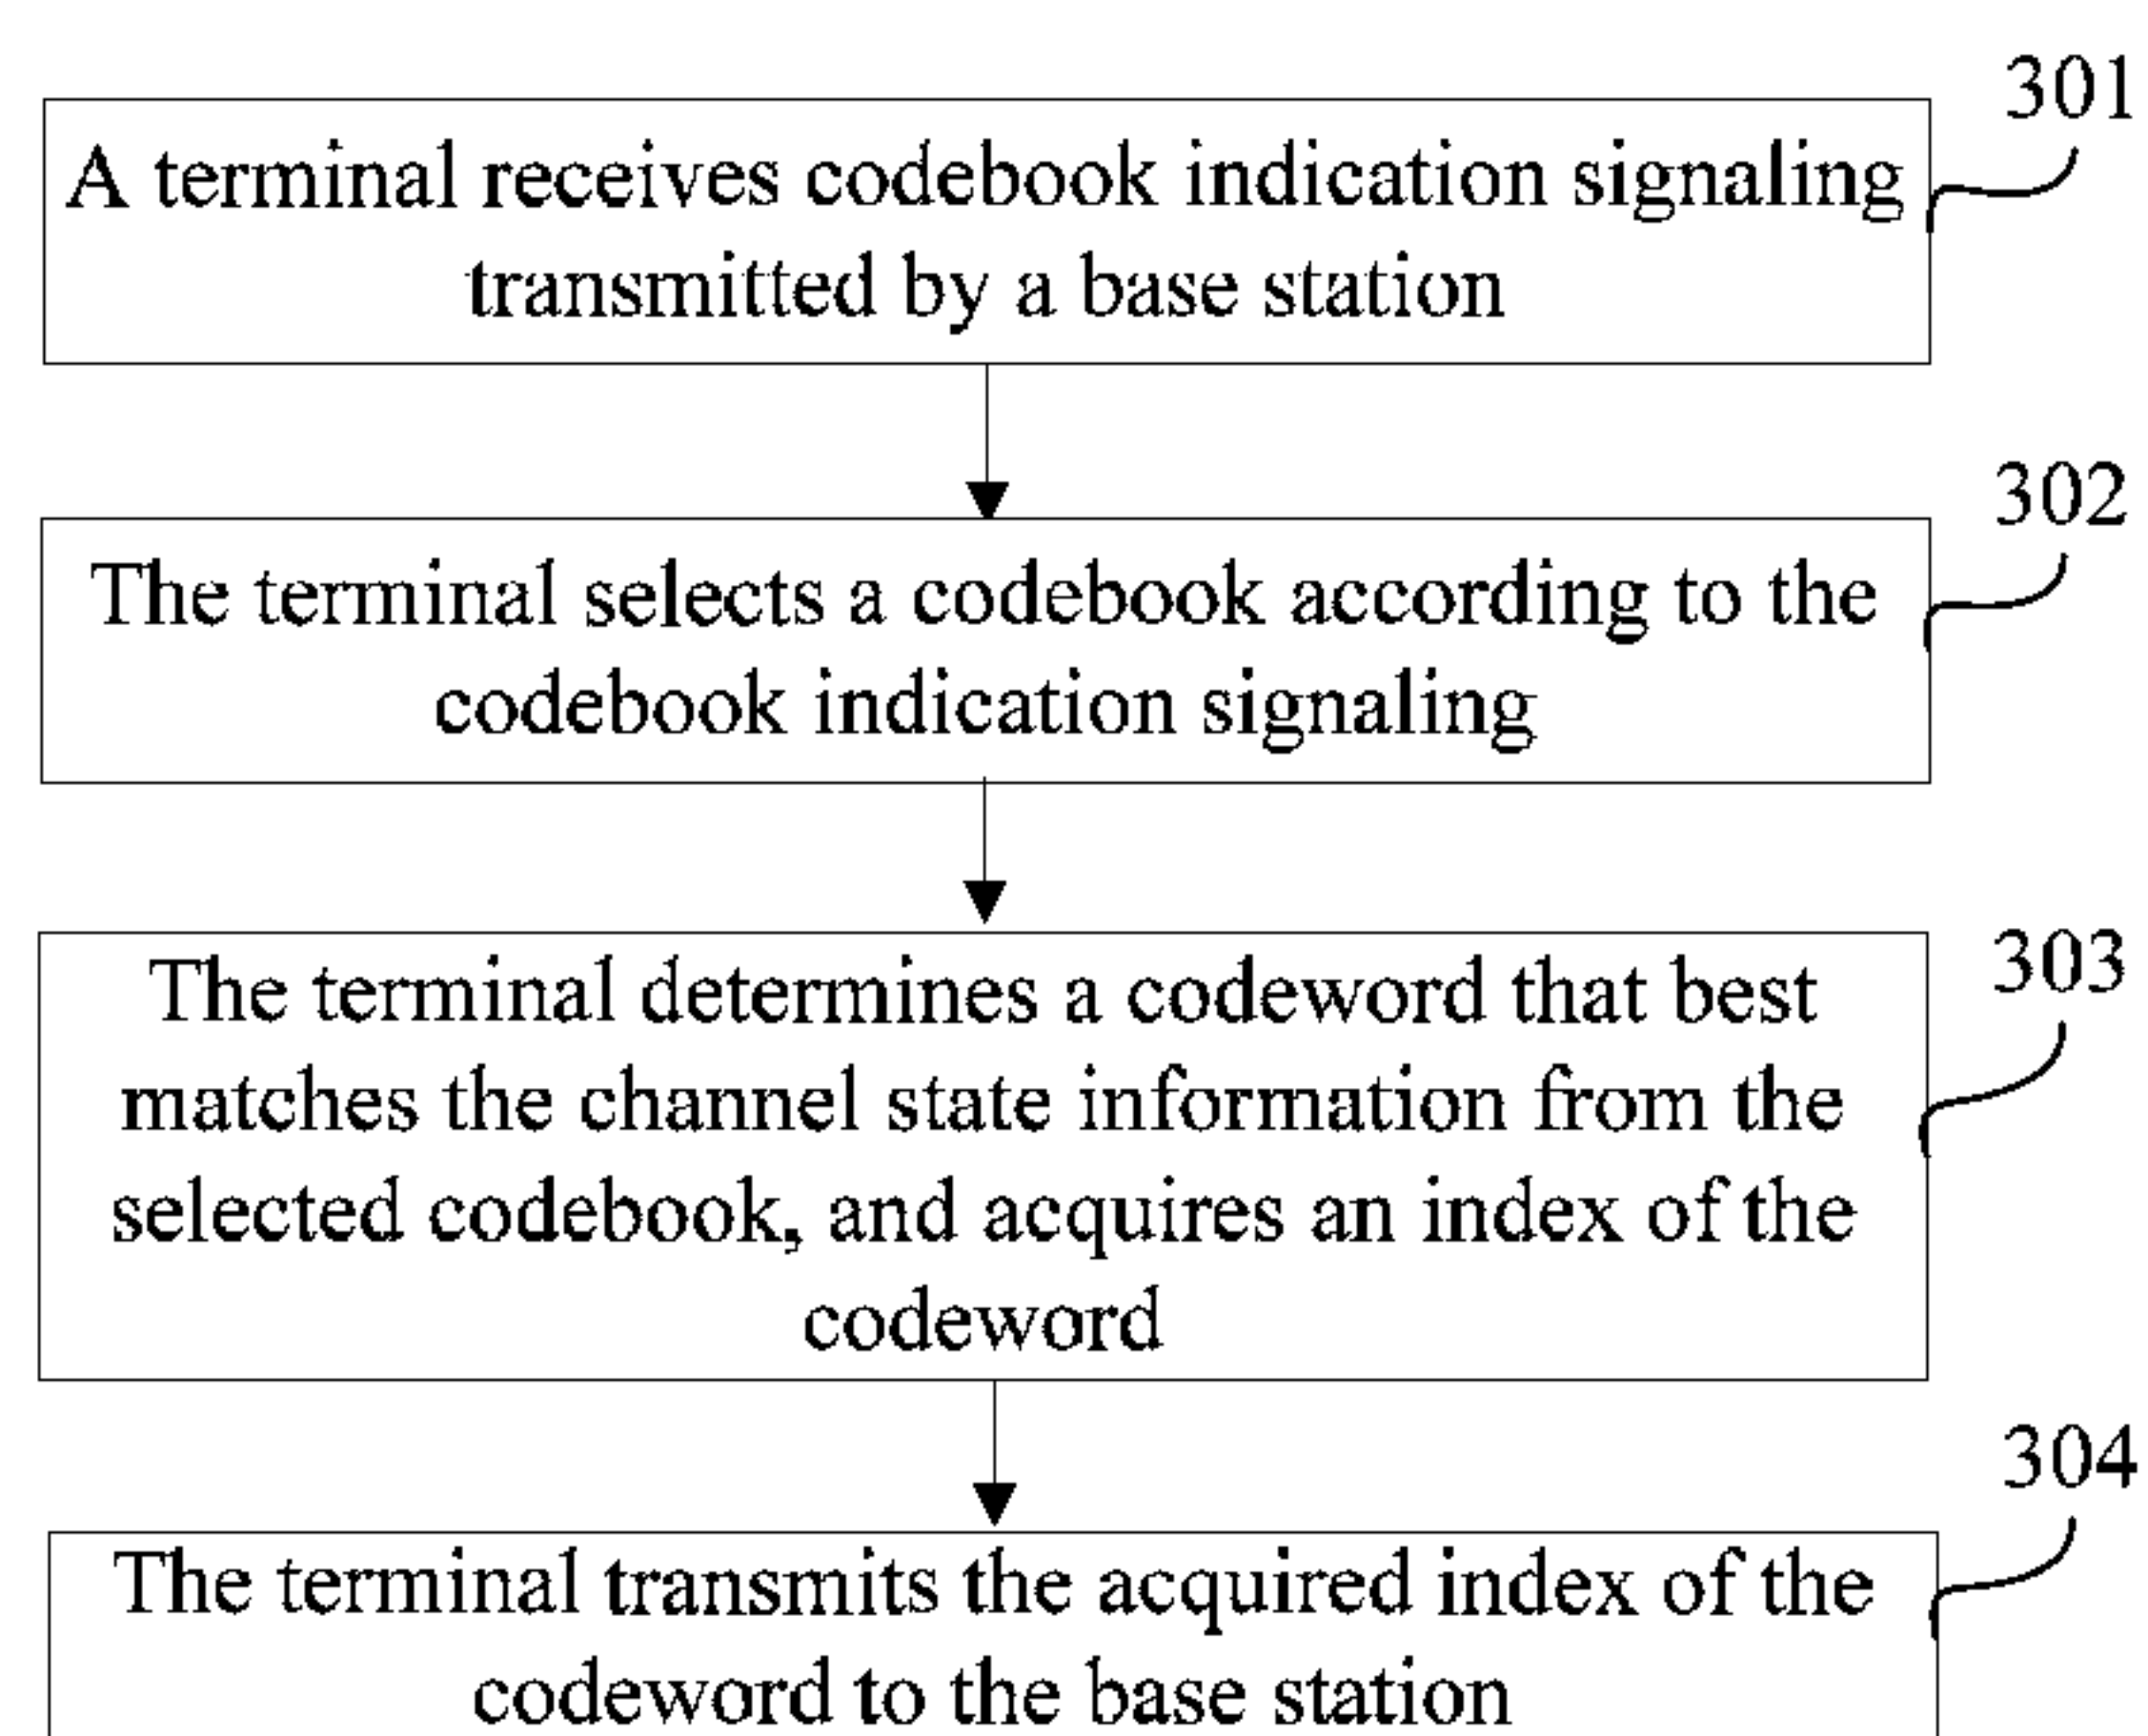 301
A terminal receives codebook indication signaling
transmitted by a base station
302
The terminal selects a codebook according to the
codebook indication signaling
303
The terminal determines a codeword that best
matches the channel state information from the
selected codebook, and acquires an index of the
codeword
304
The terminal transmits the acquired index of the
codeword to the base station